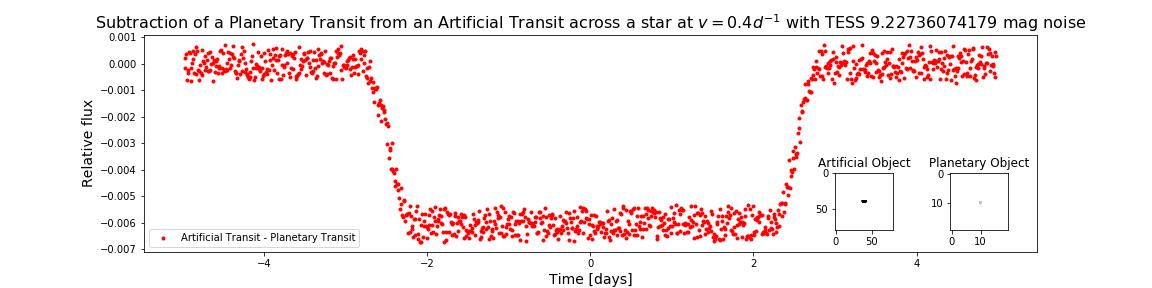 Subtraction of a Planetary Transit from an Artificial Transit across a star at v = 0.4d⁻¹ with TESS 9.22736074179 mag noise
Relative flux
0.001
0.000
−0.001
−0.002
−0.003
−0.004
−0.005
−0.006
−0.007
Artificial Transit - Planetary Transit
Artificial Object
0
50
0 50
Planetary Object
0
10
0 10
−4 −2 0 2 4
Time [days]